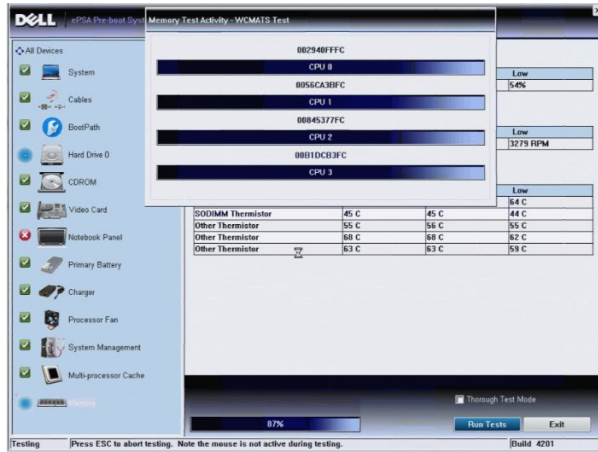 DELL
ePSA Pre-boot Syst
Memory Test Activity - WCMATS Test
002940FFFC
CPU 0
0056CA3BFC
CPU 1
00845377FC
CPU 2
00B1DCB3FC
CPU 3
All Devices
System
Cables
BootPath
Hard Drive 0
CDROM
Video Card
Notebook Panel
Primary Battery
Charger
Processor Fan
System Management
Multi-processor Cache
Memory
Low
54%
Low
3279 RPM
Low
64 C
SODIMM Thermistor 45 C 45 C 44 C
Other Thermistor 55 C 56 C 55 C
Other Thermistor 68 C 68 C 62 C
Other Thermistor 63 C 63 C 59 C
Thorough Test Mode
87%
Run Tests
Exit
Testing
Press ESC to abort testing. Note the mouse is not active during testing.
Build 4201